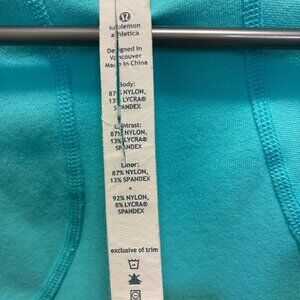 lululemon
athletica
Designed in
Vancouver
Made in China
Body:
87% NYLON,
13% LYCRA®
SPANDEX
Contrast:
87% NYLON,
13% LYCRA®
SPANDEX
Liner:
87% NYLON,
13% SPANDEX
+
92% NYLON,
8% LYCRA®
SPANDEX
exclusive of trim